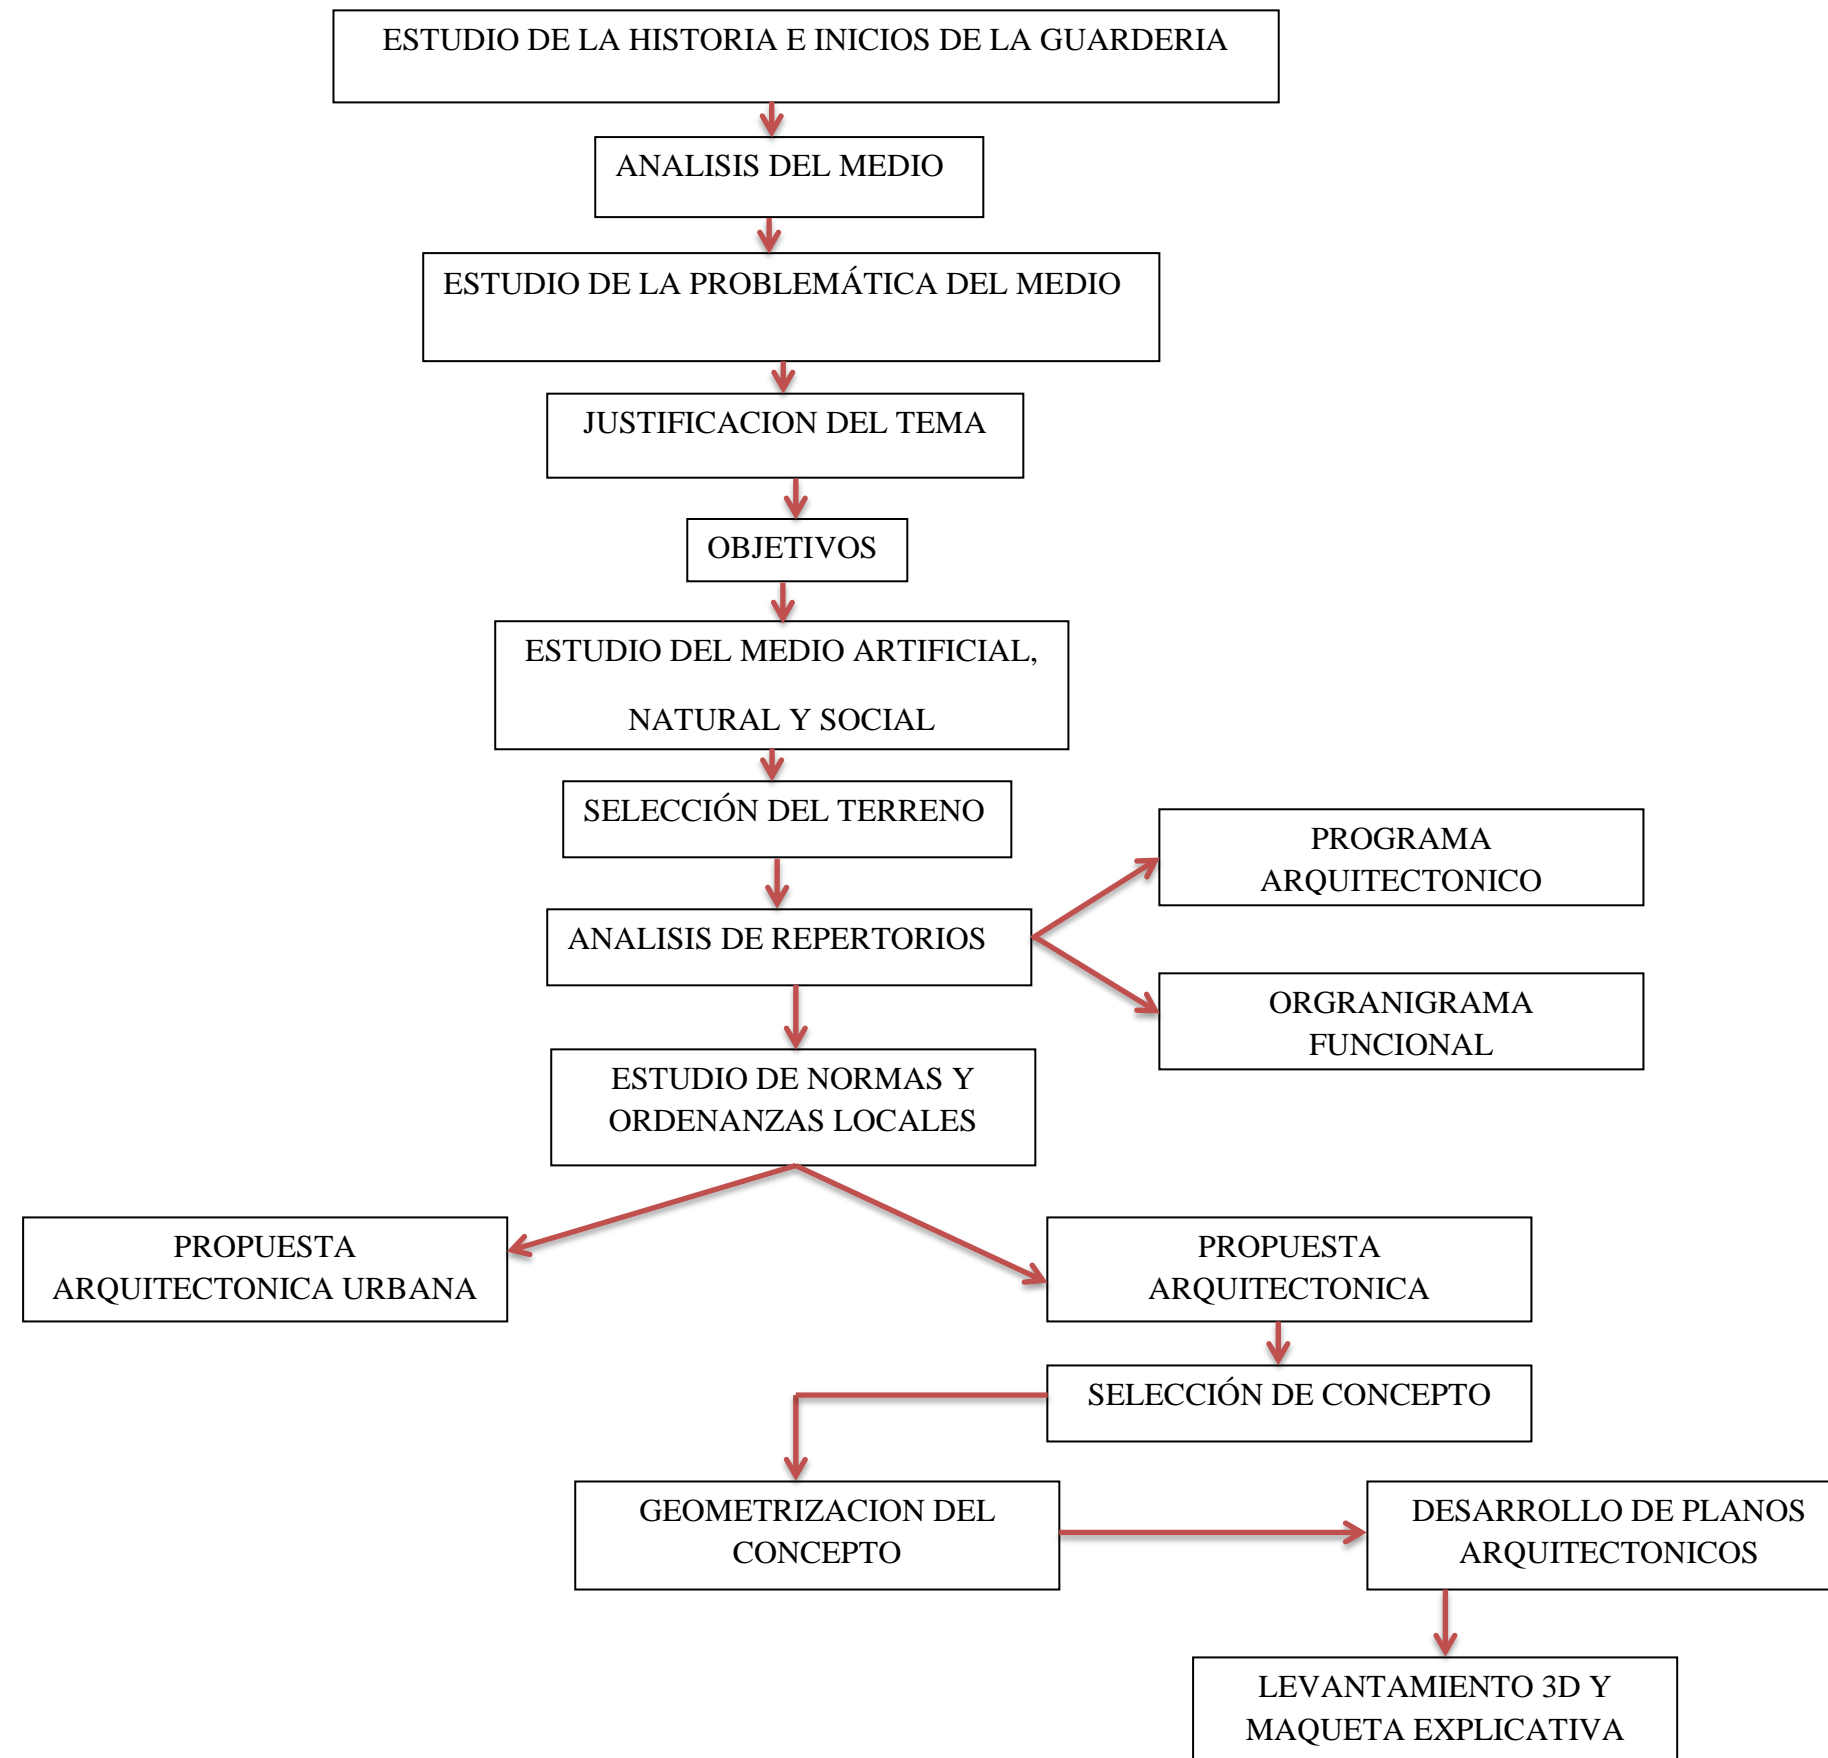 ESTUDIO DE LA HISTORIA E INICIOS DE LA GUARDERIA
ANALISIS DEL MEDIO
ESTUDIO DE LA PROBLEMÁTICA DEL MEDIO
JUSTIFICACION DEL TEMA
OBJETIVOS
ESTUDIO DEL MEDIO ARTIFICIAL,
NATURAL Y SOCIAL
SELECCIÓN DEL TERRENO
PROGRAMA
ARQUITECTONICO
ANALISIS DE REPERTORIOS
ORGRANIGRAMA
FUNCIONAL
ESTUDIO DE NORMAS Y
ORDENANZAS LOCALES
PROPUESTA
ARQUITECTONICA URBANA
PROPUESTA
ARQUITECTONICA
SELECCIÓN DE CONCEPTO
GEOMETRIZACION DEL
CONCEPTO
DESARROLLO DE PLANOS
ARQUITECTONICOS
LEVANTAMIENTO 3D Y
MAQUETA EXPLICATIVA